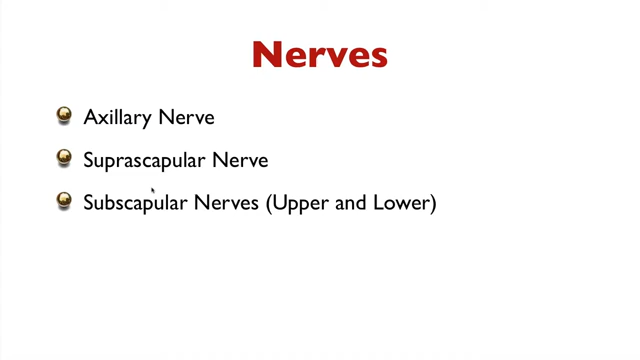 Nerves
Axillary Nerve
Suprascapular Nerve
Subscapular Nerves (Upper and Lower)